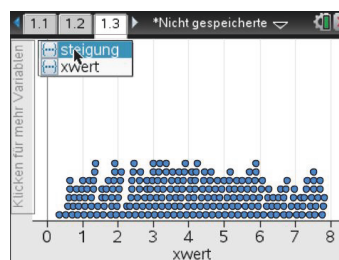 1.1 1.2 1.3 *Nicht gespeicherte
steigung
xwert
Klicken für mehr Variablen
0 1 2 3 4 5 6 7 8
xwert